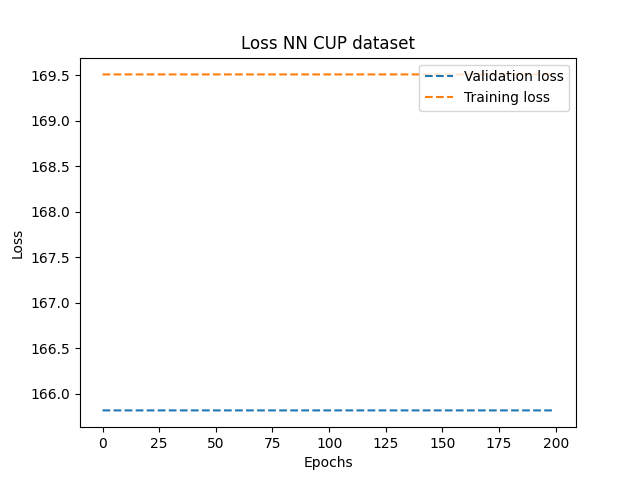 Loss NN CUP dataset
169.5
169.0
168.5
168.0
167.5
167.0
166.5
166.0
Loss
Validation loss
Training loss
0 25 50 75 100 125 150 175 200
Epochs